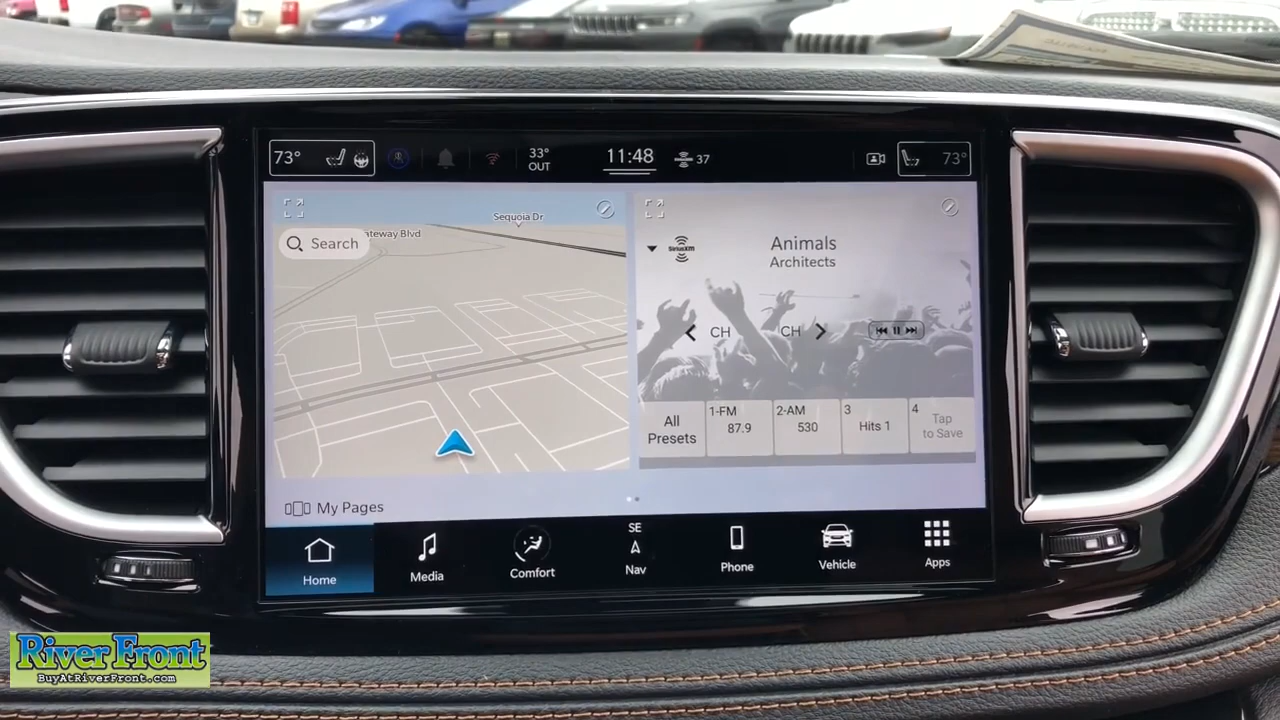 73°
33°
OUT
11:48
37
73°
Sequoia Dr
ateway Blvd
Search
SiriusXM
Animals
Architects
CH
CH
All
Presets
1-FM
87.9
2-AM
530
3
Hits 1
4
Tap
to Save
My Pages
Home
Media
Comfort
SE
Nav
Phone
Vehicle
Apps
River Front
BuyAtRiverFront.com